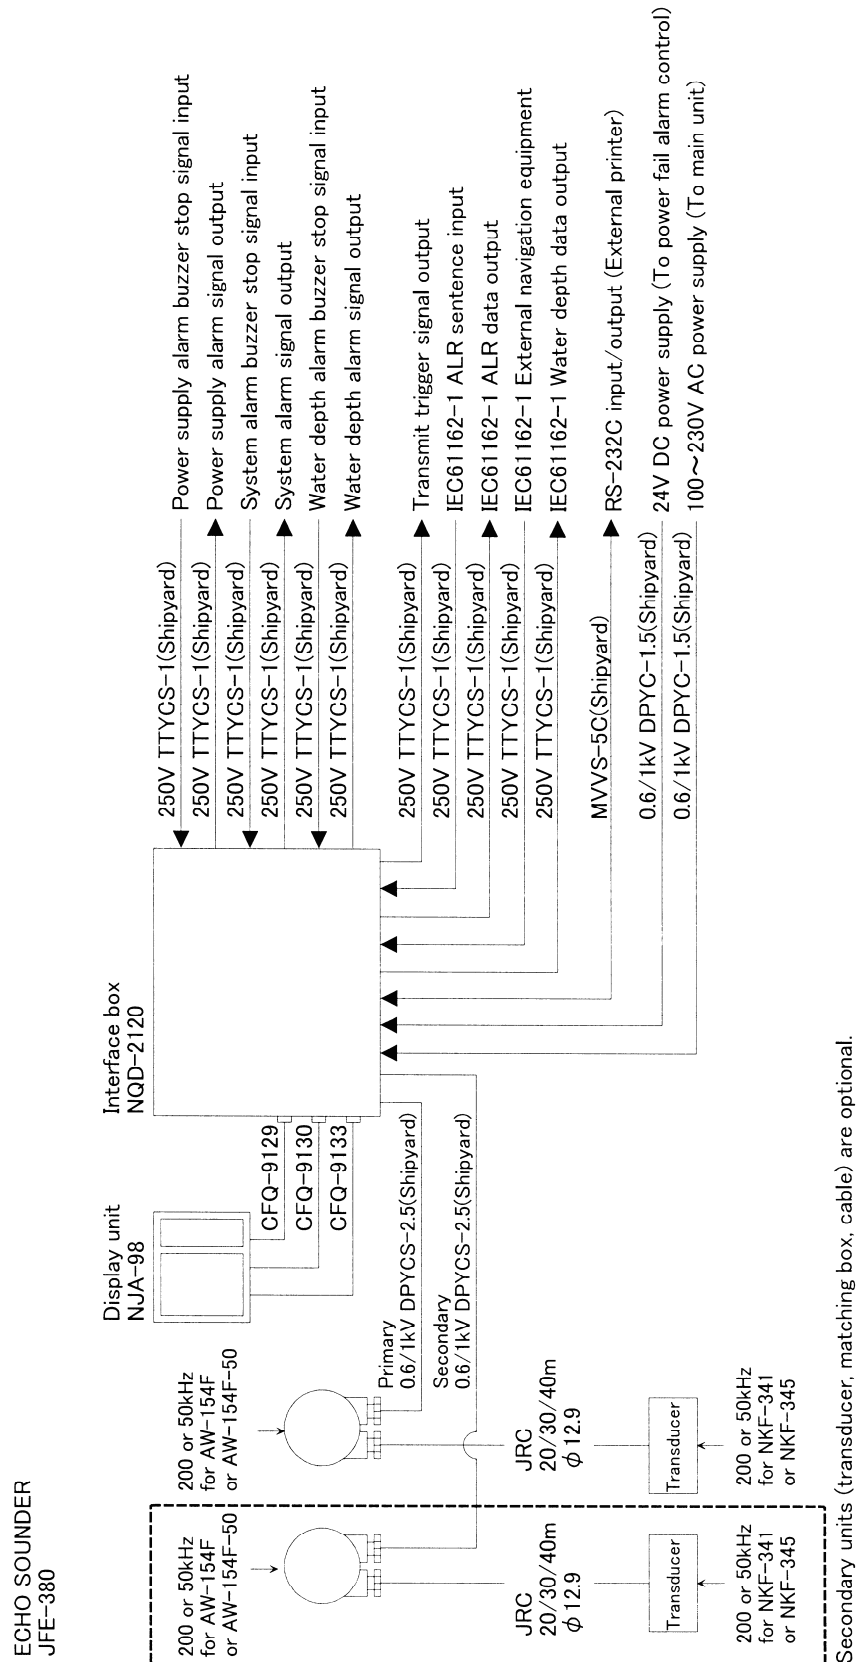 ECHO SOUNDER
JFE-380
200 or 50kHz
for AW-154F
or AW-154F-50
200 or 50kHz
for AW-154F
or AW-154F-50
Display unit
NJA-98
Interface box
NQD-2120
CFQ-9129
CFQ-9130
CFQ-9133
Primary
0.6/1kV DPYCS-2.5(Shipyard)
Secondary
0.6/1kV DPYCS-2.5(Shipyard)
JRC
20/30/40m
φ12.9
JRC
20/30/40m
φ12.9
Transducer
Transducer
200 or 50kHz
for NKF-341
or NKF-345
200 or 50kHz
for NKF-341
or NKF-345
250V TTYCS-1(Shipyard) Power supply alarm buzzer stop signal input
250V TTYCS-1(Shipyard) Power supply alarm signal output
250V TTYCS-1(Shipyard) System alarm buzzer stop signal input
250V TTYCS-1(Shipyard) System alarm signal output
250V TTYCS-1(Shipyard) Water depth alarm buzzer stop signal input
250V TTYCS-1(Shipyard) Water depth alarm signal output
250V TTYCS-1(Shipyard) Transmit trigger signal output
250V TTYCS-1(Shipyard) IEC61162-1 ALR sentence input
250V TTYCS-1(Shipyard) IEC61162-1 ALR data output
250V TTYCS-1(Shipyard) IEC61162-1 External navigation equipment
250V TTYCS-1(Shipyard) IEC61162-1 Water depth data output
MVVS-5C(Shipyard) RS-232C input/output (External printer)
0.6/1kV DPYC-1.5(Shipyard) 24V DC power supply (To power fail alarm control)
0.6/1kV DPYC-1.5(Shipyard) 100～230V AC power supply (To main unit)
Secondary units (transducer, matching box, cable) are optional.